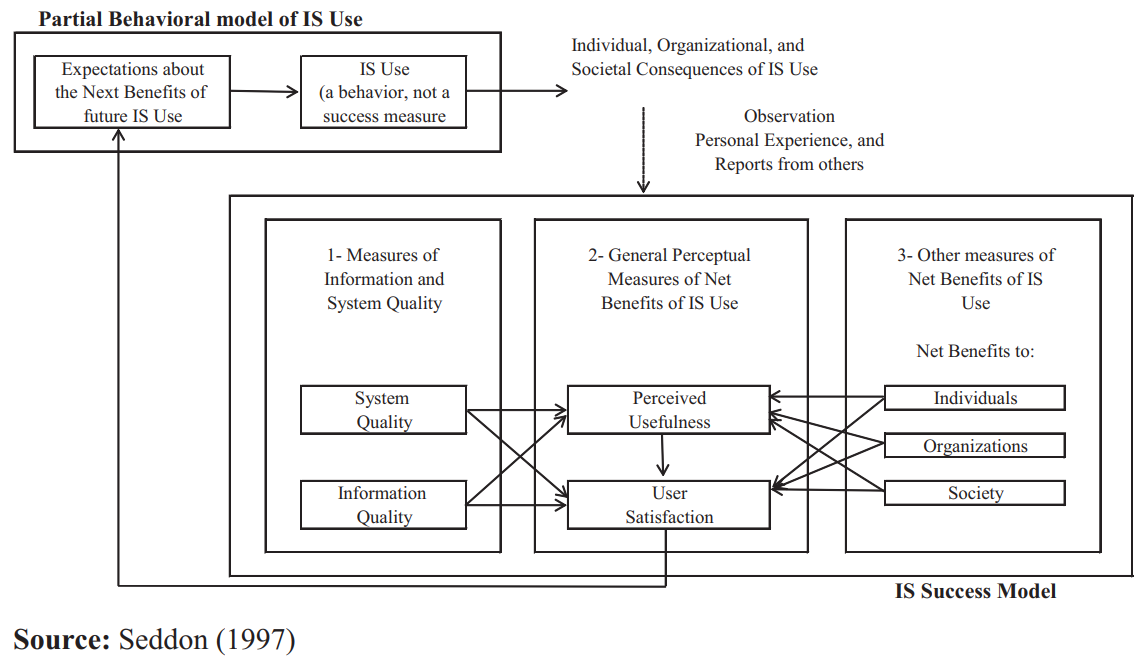 Partial Behavioral model of IS Use
Expectations about
the Next Benefits of
future IS Use
IS Use
(a behavior, not a
success measure
Individual, Organizational, and
Societal Consequences of IS Use
Observation
Personal Experience, and
Reports from others
1- Measures of
Information and
System Quality
System
Quality
Information
Quality
2- General Perceptual
Measures of Net
Benefits of IS Use
Perceived
Usefulness
User
Satisfaction
3- Other measures of
Net Benefits of IS
Use
Net Benefits to:
Individuals
Organizations
Society
IS Success Model
Source: Seddon (1997)